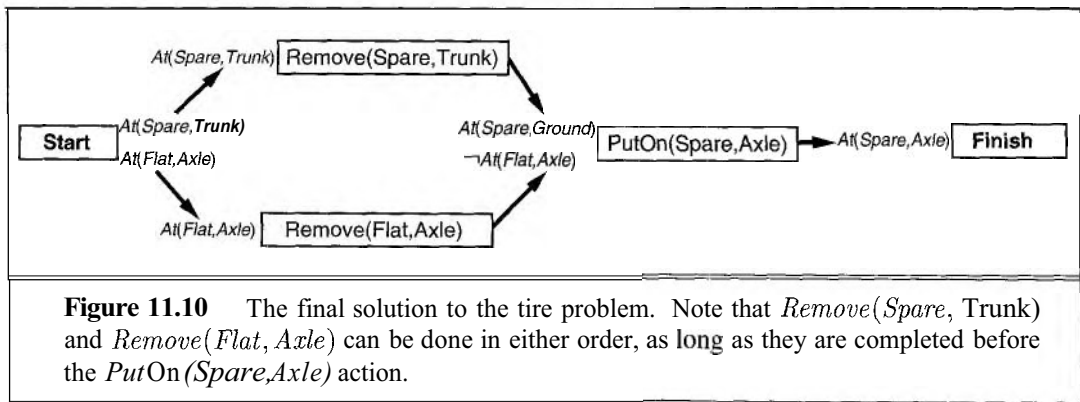 At(Spare,Trunk) Remove(Spare,Trunk)
Start At(Spare,Trunk) At(Flat,Axle)
At(Spare,Ground) ¬At(Flat,Axle) PutOn(Spare,Axle) At(Spare,Axle) Finish
At(Flat,Axle) Remove(Flat,Axle)
Figure 11.10 The final solution to the tire problem. Note that Remove(Spare, Trunk)
and Remove(Flat, Axle) can be done in either order, as long as they are completed before
the PutOn(Spare,Axle) action.